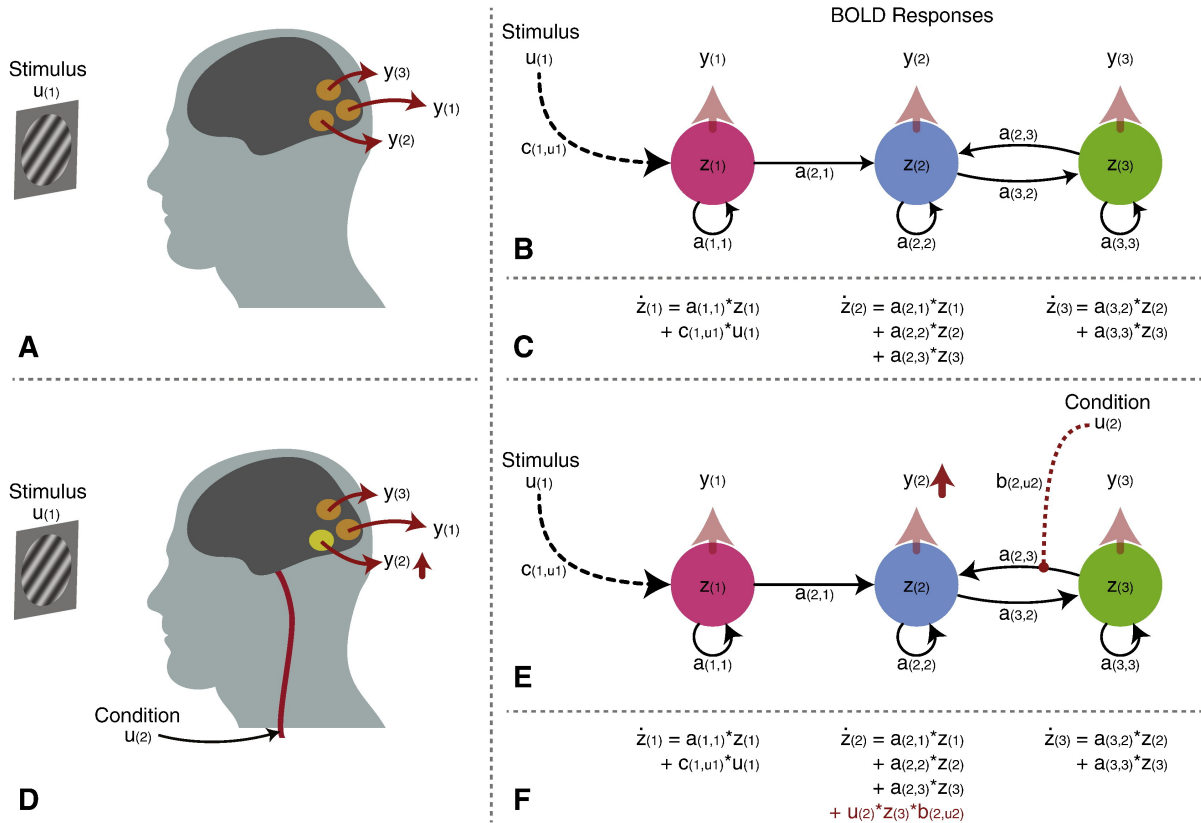 Stimulus
u(1)
y(3)
y(1)
y(2)
A
BOLD Responses
Stimulus
u(1)
y(1)
y(2)
y(3)
c(1,u1)
z(1)
a(2,1)
z(2)
a(2,3)
a(3,2)
z(3)
a(1,1)
a(2,2)
a(3,3)
B
ż(1) = a(1,1)*z(1)
+ c(1,u1)*u(1)
ż(2) = a(2,1)*z(1)
+ a(2,2)*z(2)
+ a(2,3)*z(3)
ż(3) = a(3,2)*z(2)
+ a(3,3)*z(3)
C
Stimulus
u(1)
y(3)
y(1)
y(2)
Condition
u(2)
D
Condition
u(2)
Stimulus
u(1)
y(1)
y(2)
b(2,u2)
y(3)
c(1,u1)
z(1)
a(2,1)
z(2)
a(2,3)
a(3,2)
z(3)
a(1,1)
a(2,2)
a(3,3)
E
ż(1) = a(1,1)*z(1)
+ c(1,u1)*u(1)
ż(2) = a(2,1)*z(1)
+ a(2,2)*z(2)
+ a(2,3)*z(3)
+ u(2)*z(3)*b(2,u2)
ż(3) = a(3,2)*z(2)
+ a(3,3)*z(3)
F